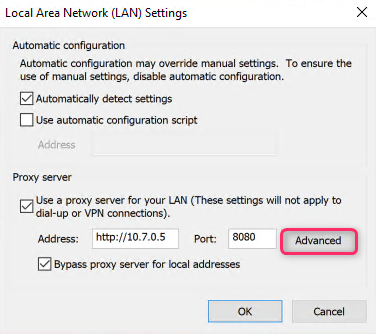 Local Area Network (LAN) Settings
Automatic configuration
Automatic configuration may override manual settings. To ensure the
use of manual settings, disable automatic configuration.
Automatically detect settings
Use automatic configuration script
Address
Proxy server
Use a proxy server for your LAN (These settings will not apply to
dial-up or VPN connections).
Address: http://10.7.0.5 Port: 8080 Advanced
Bypass proxy server for local addresses
OK Cancel